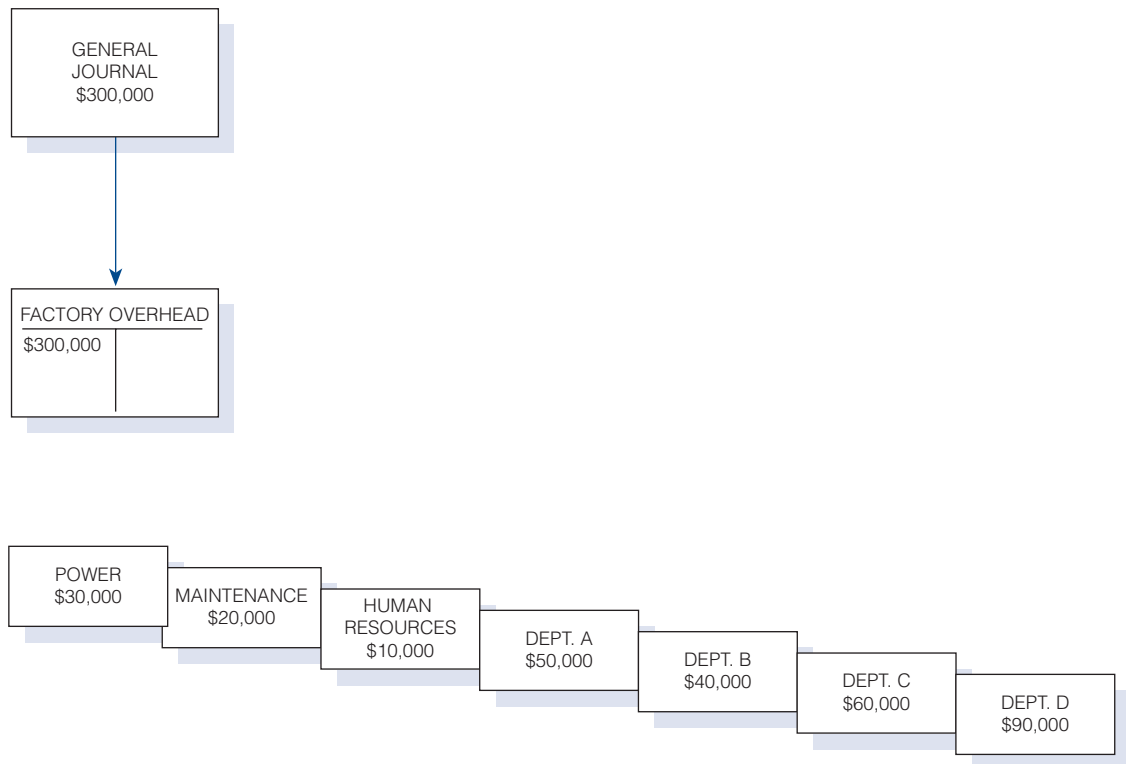 GENERAL
JOURNAL
$300,000
FACTORY OVERHEAD
$300,000
POWER
$30,000
MAINTENANCE
$20,000
HUMAN
RESOURCES
$10,000
DEPT. A
$50,000
DEPT. B
$40,000
DEPT. C
$60,000
DEPT. D
$90,000